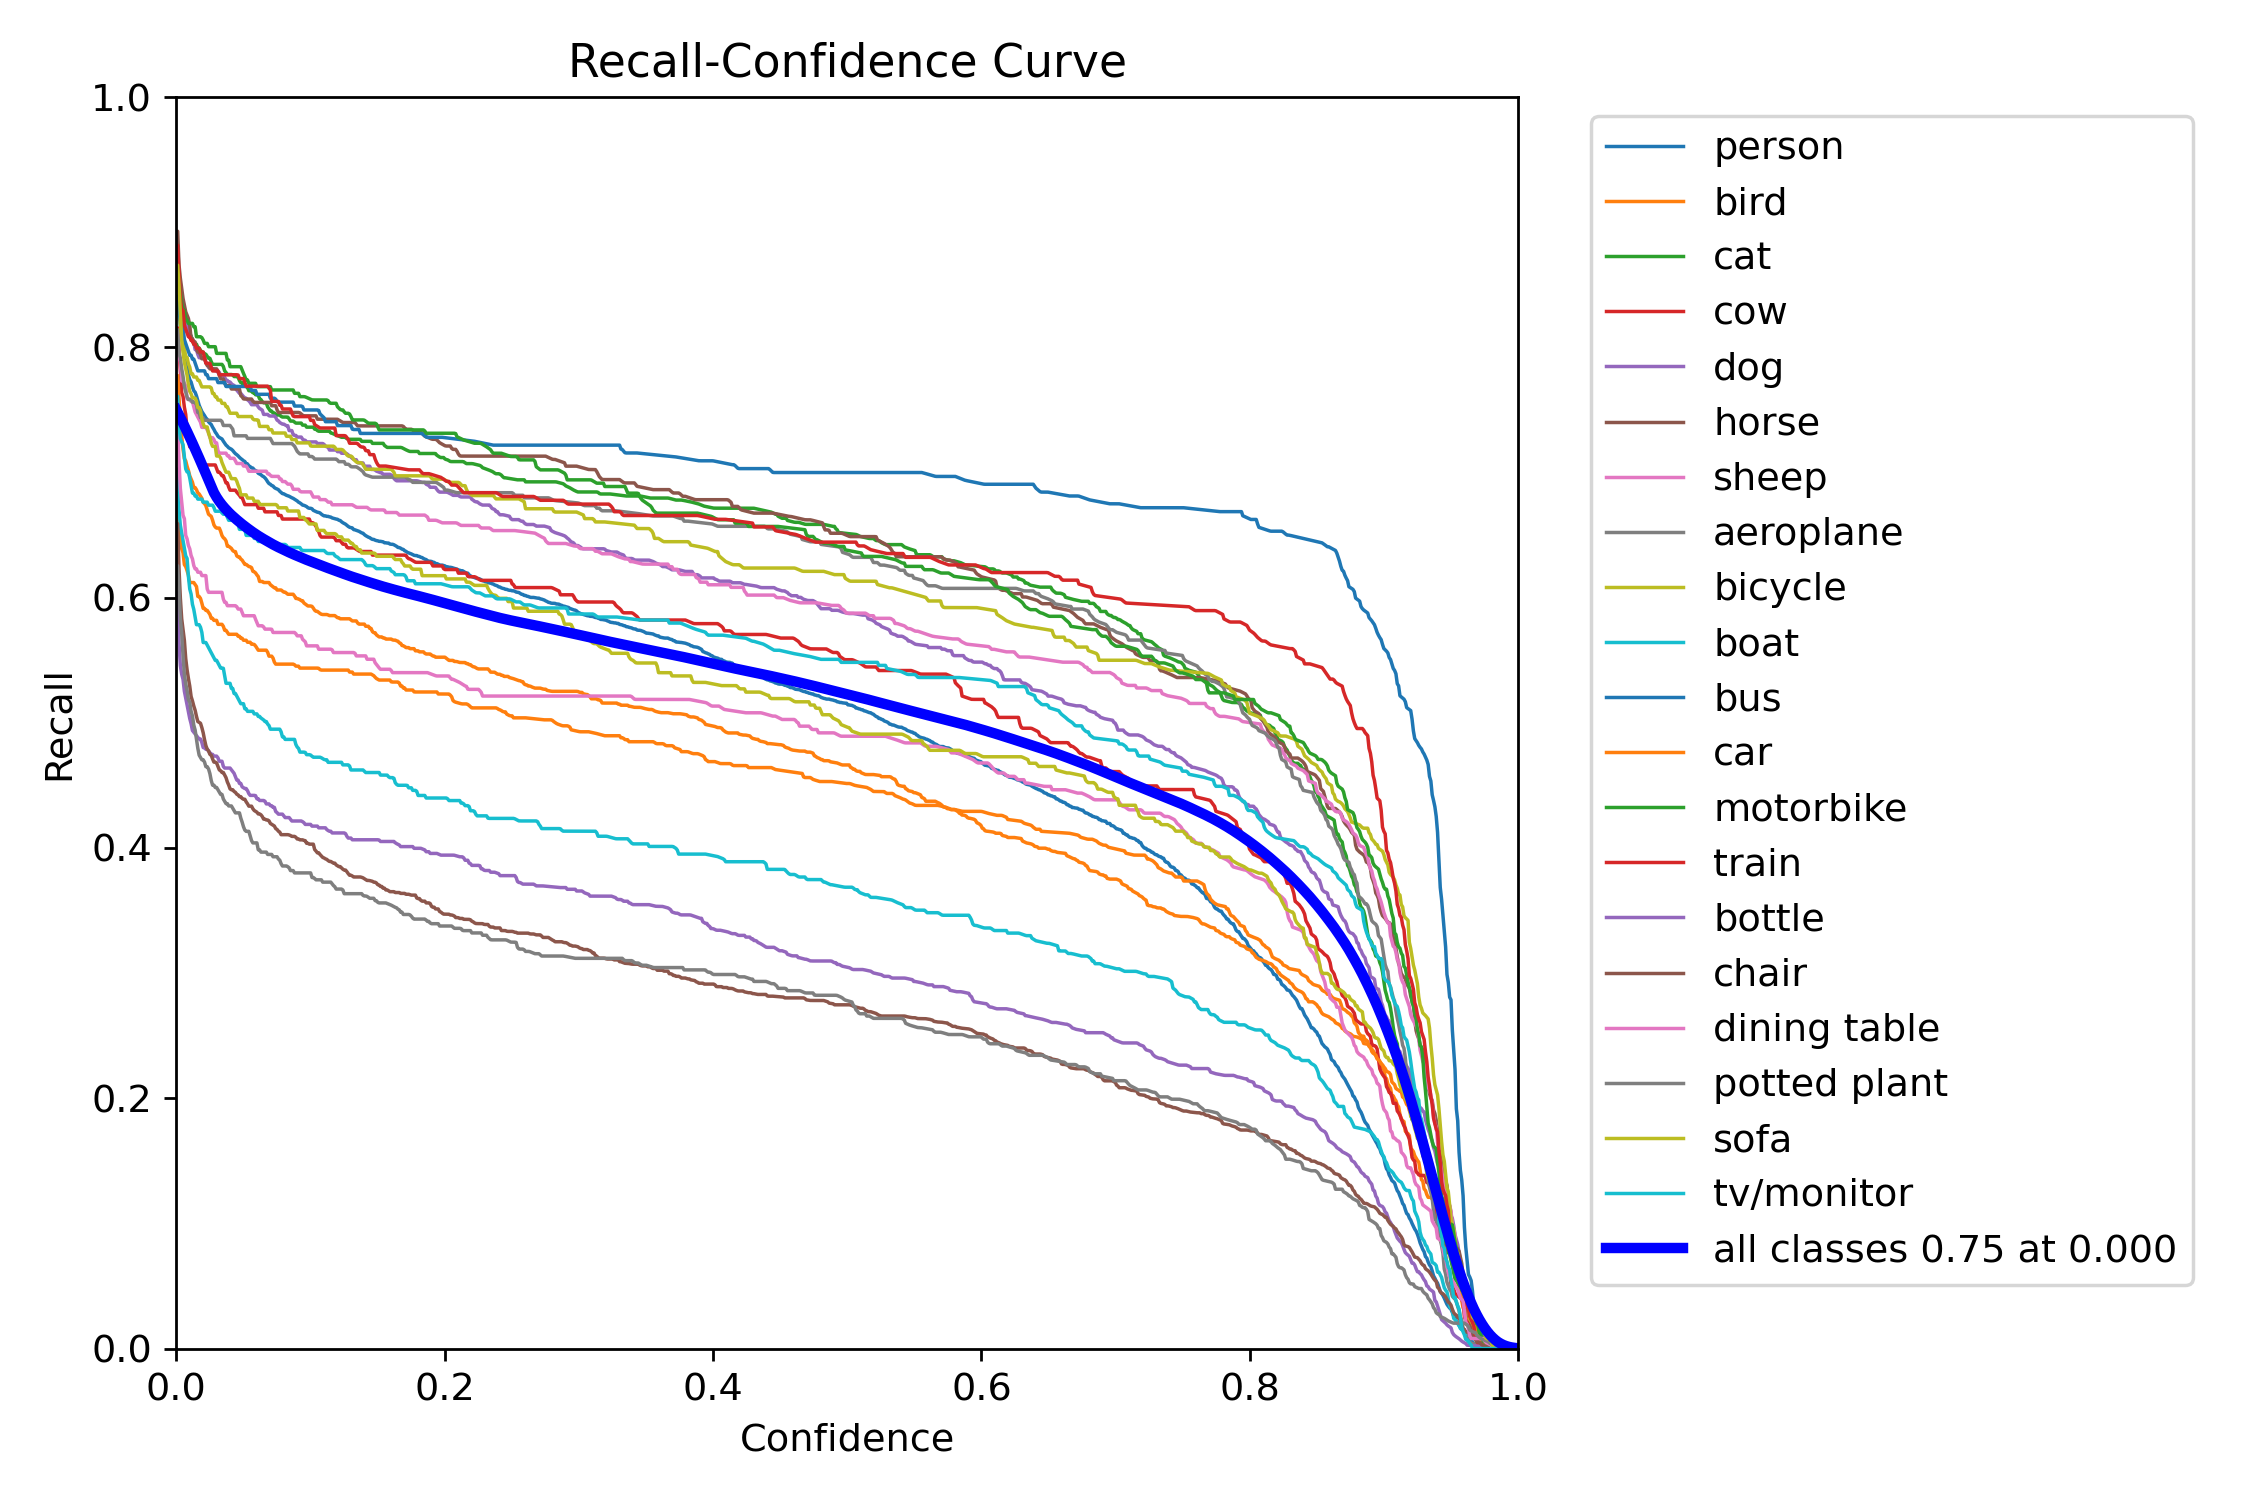 Recall-Confidence Curve
1.0
0.8
0.6
0.4
0.2
0.0
Recall
0.0 0.2 0.4 0.6 0.8 1.0
Confidence
person
bird
cat
cow
dog
horse
sheep
aeroplane
bicycle
boat
bus
car
motorbike
train
bottle
chair
dining table
potted plant
sofa
tv/monitor
all classes 0.75 at 0.000